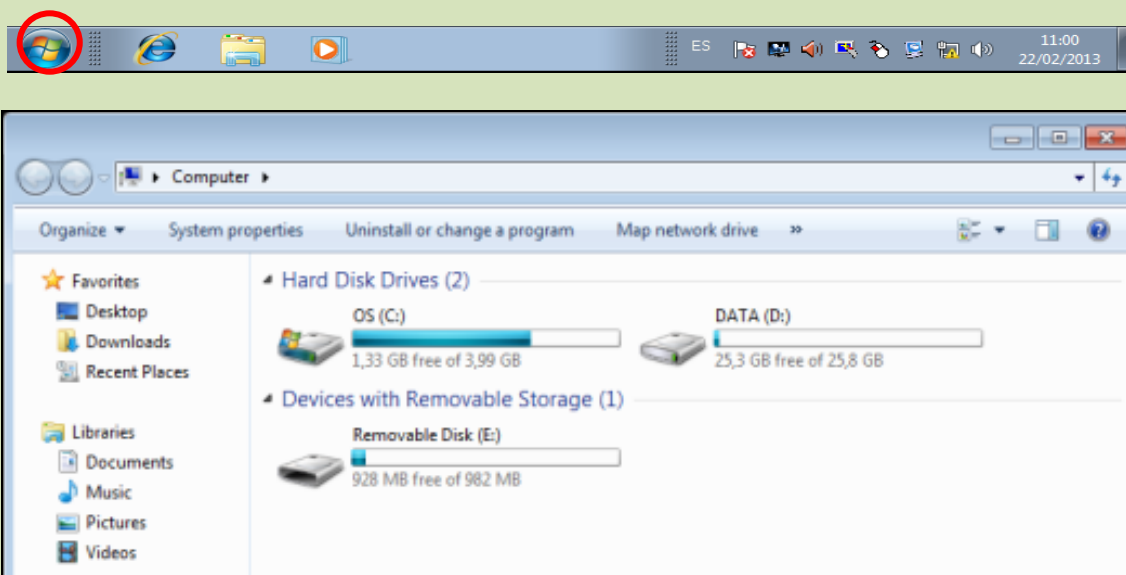 ES
11:00
22/02/2013
Computer
Organize System properties Uninstall or change a program Map network drive »
Favorites
Desktop
Downloads
Recent Places
Libraries
Documents
Music
Pictures
Videos
Hard Disk Drives (2)
OS (C:)
1,33 GB free of 3,99 GB
DATA (D:)
25,3 GB free of 25,8 GB
Devices with Removable Storage (1)
Removable Disk (E:)
928 MB free of 982 MB